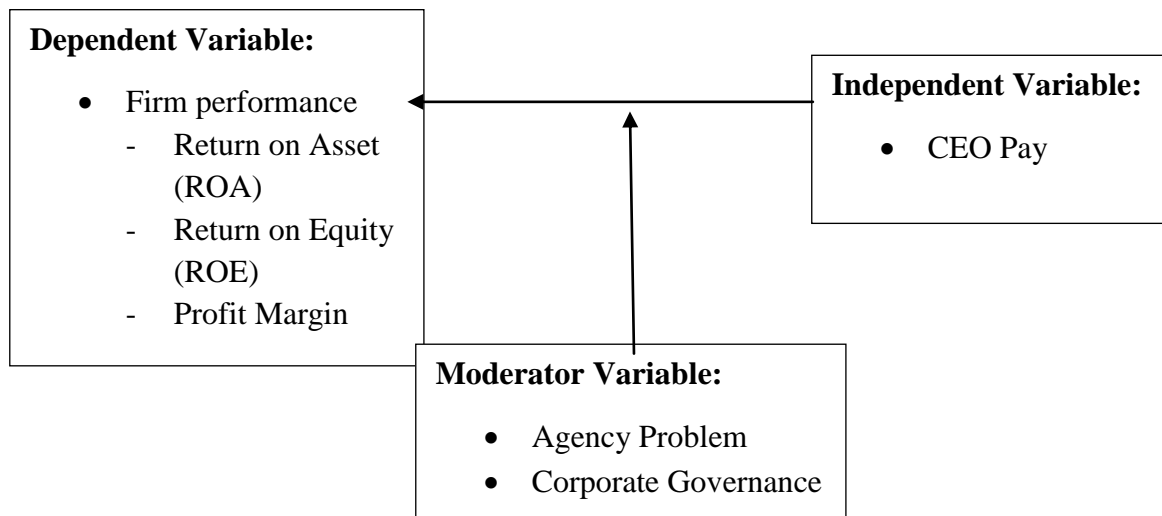 Dependent Variable:
• Firm performance
- Return on Asset
(ROA)
- Return on Equity
(ROE)
- Profit Margin
Independent Variable:
• CEO Pay
Moderator Variable:
• Agency Problem
• Corporate Governance